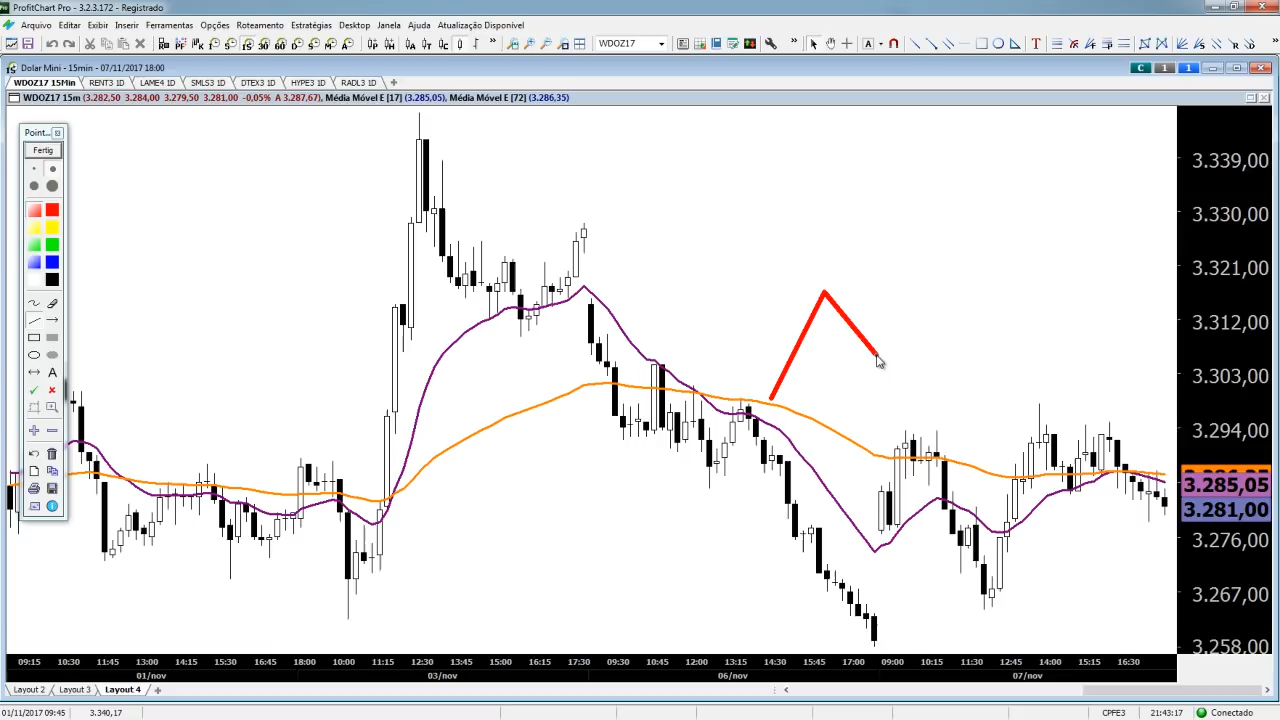 ProfitChart Pro - 3.2.3.172 - Registrado
Arquivo Editar Exibir Inserir Ferramentas Opções Roteamento Estratégias Desktop Janela Ajuda Atualização Disponível
WDOZ17
Dolar Mini - 15min - 07/11/2017 18:00
C 1 1
WDOZ17 15Min RENT3 1D LAME4 1D SMLS3 1D DTEX3 1D HYPE3 1D RADL3 1D
WDOZ17 15m (3.282,50 3.284,00 3.279,50 3.281,00 -0,05% A 3.287,67), Média Móvel E [17] (3.285,05), Média Móvel E [72] (3.286,35)
Point...
Fertig
3.339,00
3.330,00
3.321,00
3.312,00
3.303,00
3.294,00
3.285,05
3.281,00
3.276,00
3.267,00
3.258,00
09:15 10:30 11:45 13:00 14:15 15:30 16:45 18:00 10:00 11:15 12:30 13:45 15:00 16:15 17:30 09:30 10:45 12:00 13:15 14:30 15:45 17:00 09:00 10:15 11:30 12:45 14:00 15:15 16:30
01/nov 03/nov 06/nov 07/nov
Layout 2 Layout 3 Layout 4
01/11/2017 09:45 3.340,17 CPFE3 21:43:17 Conectado